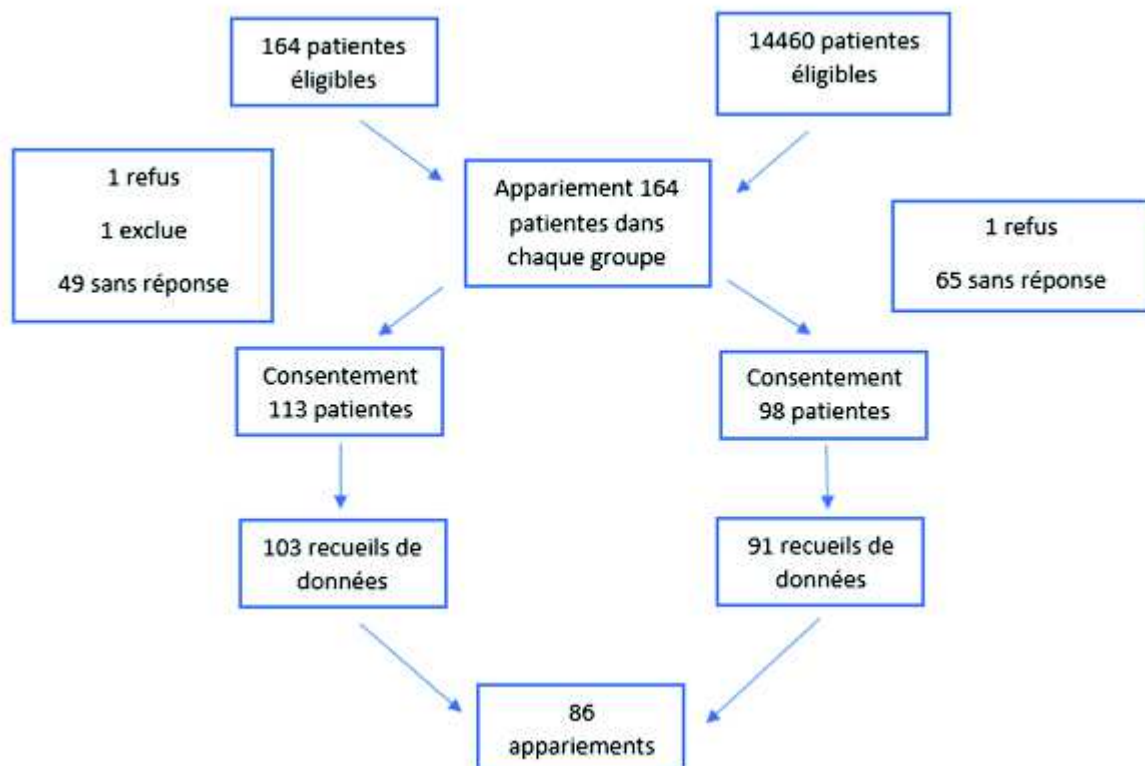 164 patientes
éligibles
14460 patientes
éligibles
1 refus
1 exclue
49 sans réponse
Appariement 164
patientes dans
chaque groupe
1 refus
65 sans réponse
Consentement
113 patientes
Consentement
98 patientes
103 recueils de
données
91 recueils de
données
86
appariements